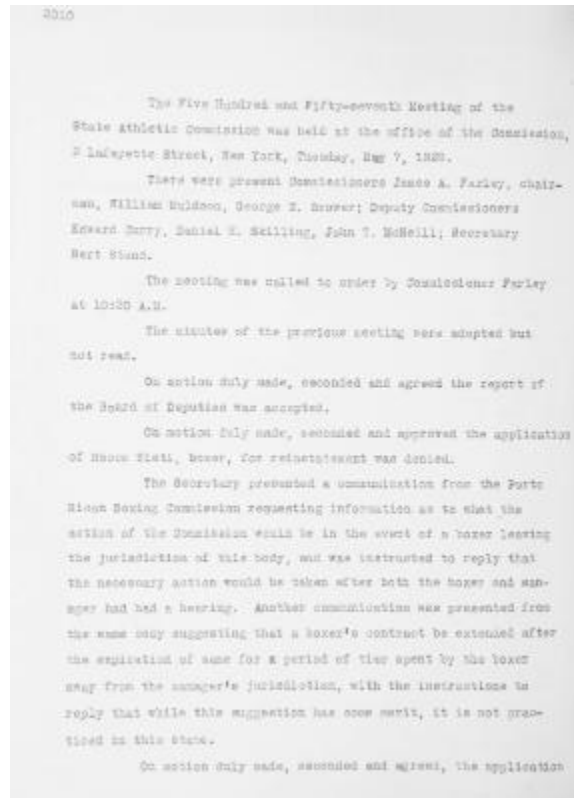 2010
The Five Hundred and Fifty-seventh Meeting of the
State Athletic Commission was held at the office of the Commission,
Lafayette Street, New York, Tuesday, May 7,
There were present Commissioners James A. Farley, chair-
man, William Muldoon, George E. Brower; Deputy Commissioners
Edward Curry, Daniel Skilling, John McNeill; Secretary
Bert Stand.
The meeting was called to order by Commissioner Farley
at 10:20 A.M.
The minutes of the previous meeting were adopted but
not read.
On motion duly made, seconded and agreed the report of
the Board of Deputies was accepted.
On motion duly made, seconded and approved the application
of boxer, for reinstatement was denied.
The Secretary presented a communication from the Porto
Rican Boxing Commission requesting information as to what the
action of the Commission would be in the event of a boxer leaving
the jurisdiction of this body, and was instructed to reply that
the necessary action would be taken after both the boxer and man-
ager had had a hearing. Another communication was presented from
the same body suggesting that a boxer's contract be extended after
the expiration of same for a period of time spent by the boxer
away from the manager's jurisdiction, with the instructions to
reply that while this suggestion has some merit, it is not prac-
ticed in this state.
On motion duly made, seconded and agreed, the application